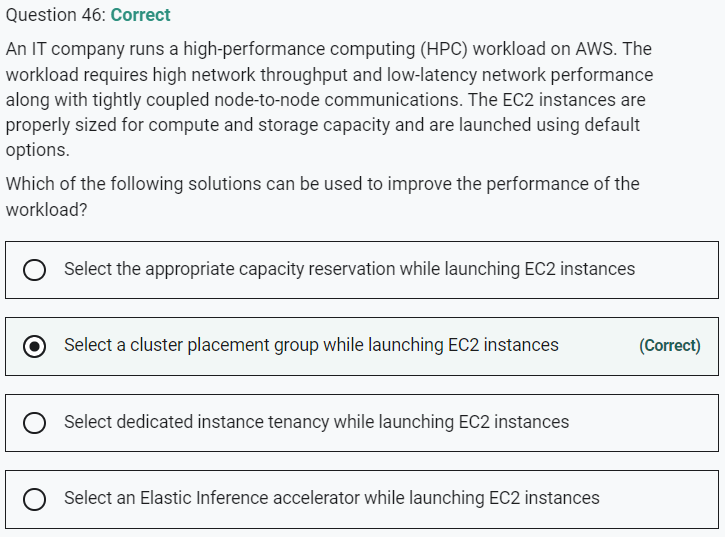 Question 46: Correct
An IT company runs a high-performance computing (HPC) workload on AWS. The
workload requires high network throughput and low-latency network performance
along with tightly coupled node-to-node communications. The EC2 instances are
properly sized for compute and storage capacity and are launched using default
options.
Which of the following solutions can be used to improve the performance of the
workload?
Select the appropriate capacity reservation while launching EC2 instances
Select a cluster placement group while launching EC2 instances (Correct)
Select dedicated instance tenancy while launching EC2 instances
Select an Elastic Inference accelerator while launching EC2 instances